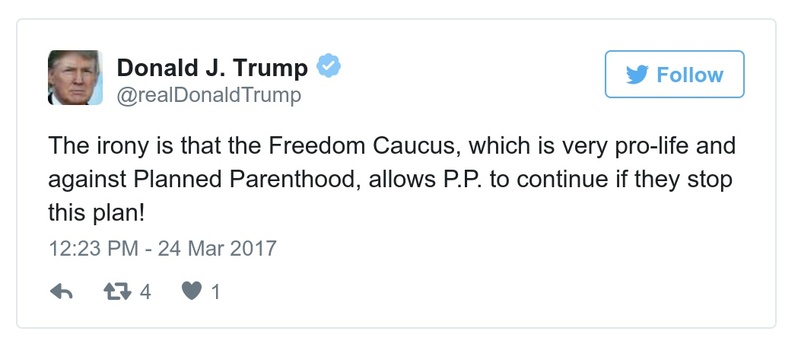 Donald J. Trump
@realDonaldTrump
Follow
The irony is that the Freedom Caucus, which is very pro-life and
against Planned Parenthood, allows P.P. to continue if they stop
this plan!
12:23 PM - 24 Mar 2017
4 1